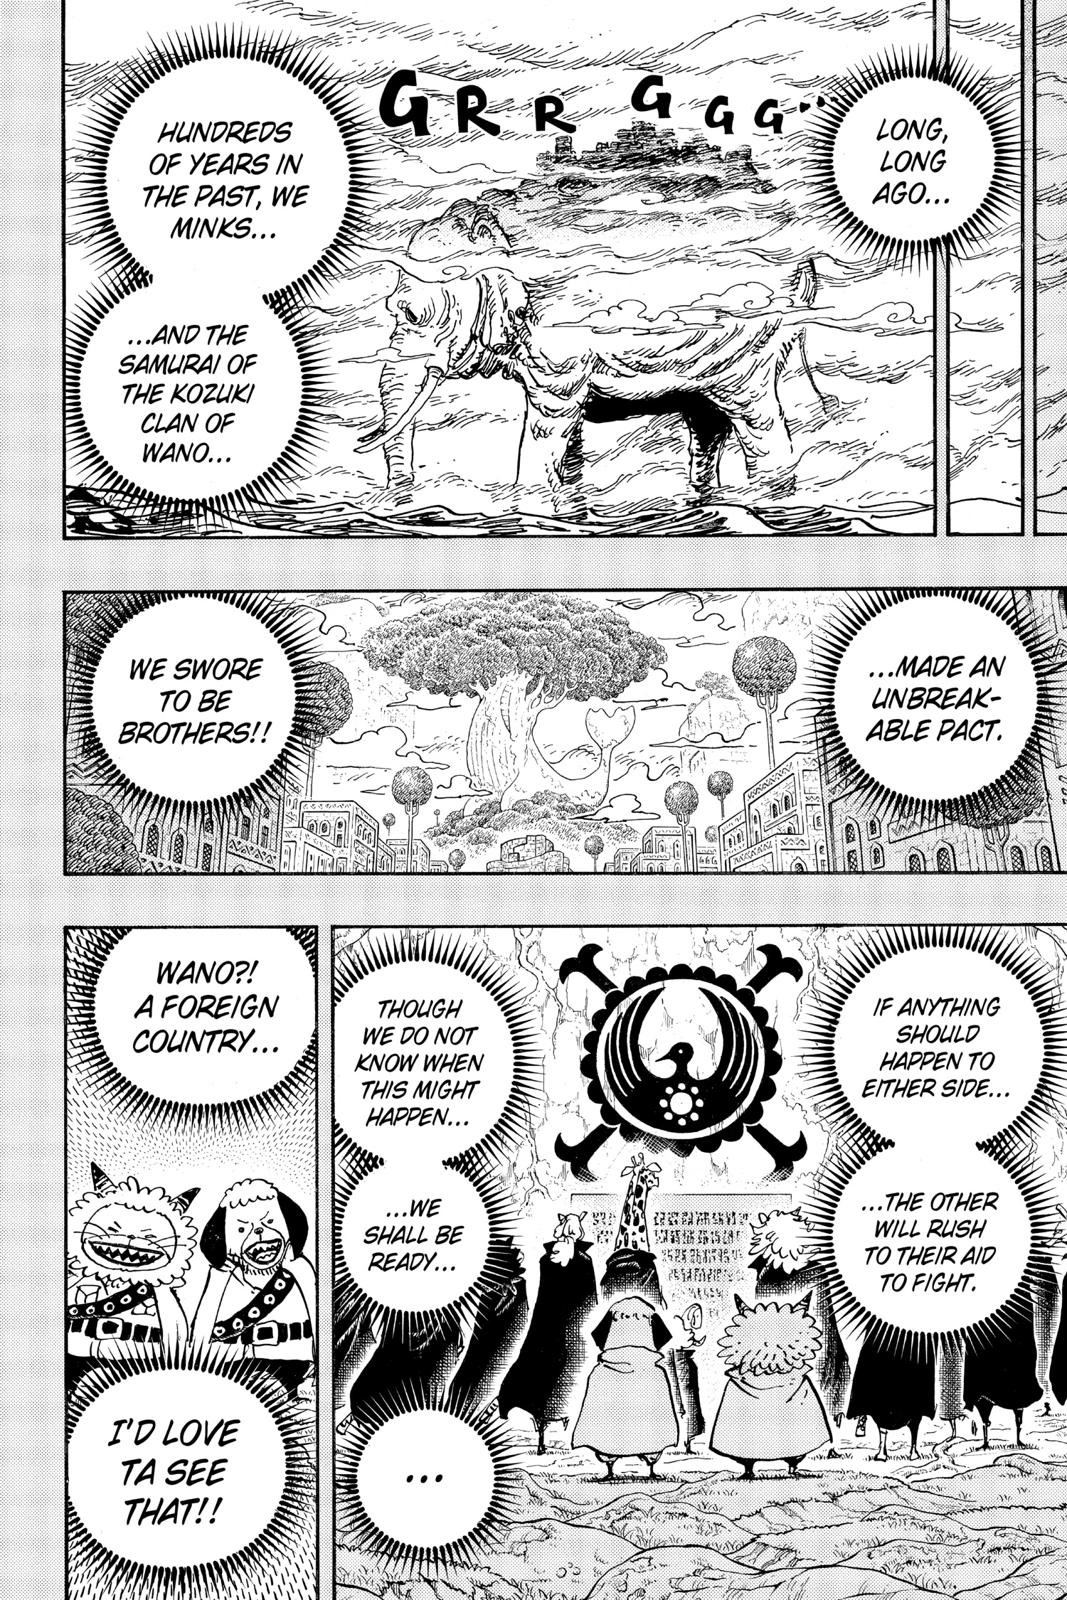 LONG,
LONG
AGO...
GRRGGG...
HUNDREDS
OF YEARS IN
THE PAST, WE
MINKS...
...AND THE
SAMURAI OF
THE KOZUKI
CLAN OF
WANO...
...MADE AN
UNBREAK-
ABLE PACT.
WE SWORE
TO BE
BROTHERS!!
IF ANYTHING
SHOULD
HAPPEN TO
EITHER SIDE...
...THE OTHER
WILL RUSH
TO THEIR AID
TO FIGHT.
THOUGH
WE DO NOT
KNOW WHEN
THIS MIGHT
HAPPEN...
...WE
SHALL BE
READY...
...
WANO?!
A FOREIGN
COUNTRY...
I'D LOVE
TA SEE
THAT!!